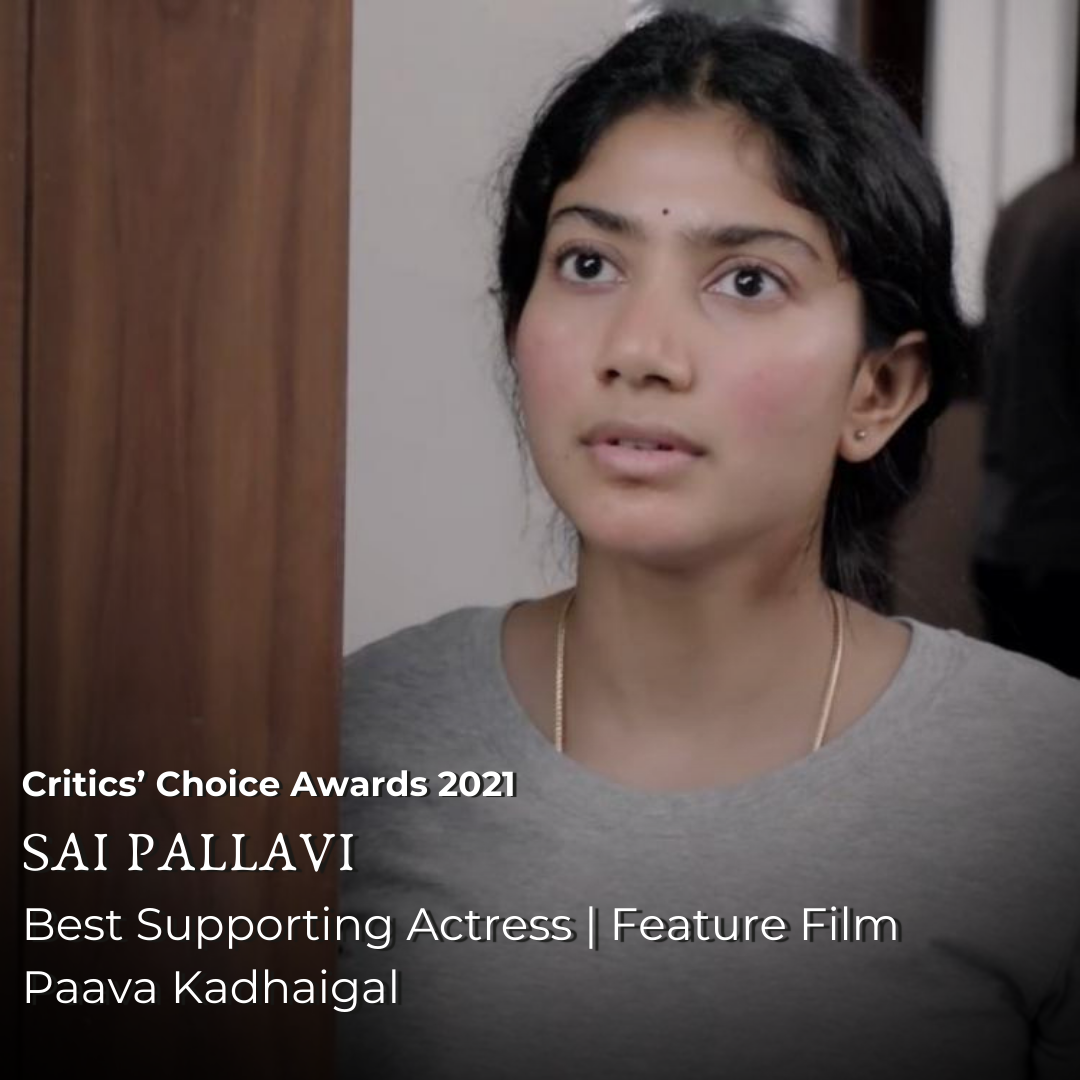 Critics’ Choice Awards 2021
SAI PALLAVI
Best Supporting Actress | Feature Film
Paava Kadhaigal